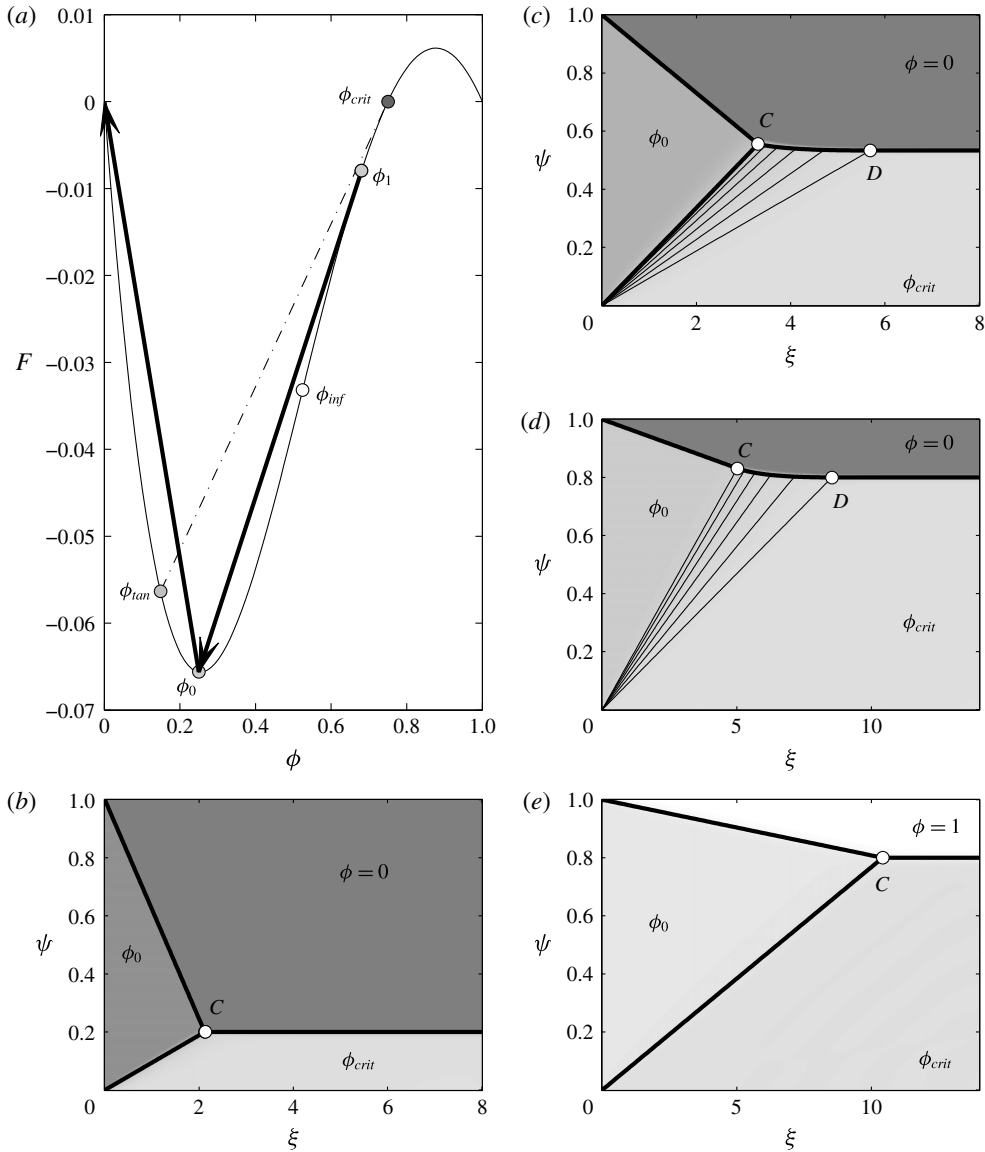 (a)
0.01
0
−0.01
−0.02
−0.03
−0.04
−0.05
−0.06
−0.07
F
ϕcrit
ϕ1
ϕinf
ϕtan
ϕ0
0 0.2 0.4 0.6 0.8 1.0
ϕ
(c)
1.0
0.8
0.6
0.4
0.2
0
ψ
ϕ = 0
C
ϕ0
D
ϕcrit
2 4 6 8
ξ
(d)
1.0
0.8
0.6
0.4
0.2
0
ψ
ϕ = 0
C
ϕ0
D
ϕcrit
5 10
ξ
(b)
1.0
0.8
0.6
0.4
0.2
0
ψ
ϕ = 0
ϕ0
C
ϕcrit
2 4 6 8
ξ
(e)
1.0
0.8
0.6
0.4
0.2
0
ψ
ϕ = 1
C
ϕ0
ϕcrit
5 10
ξ